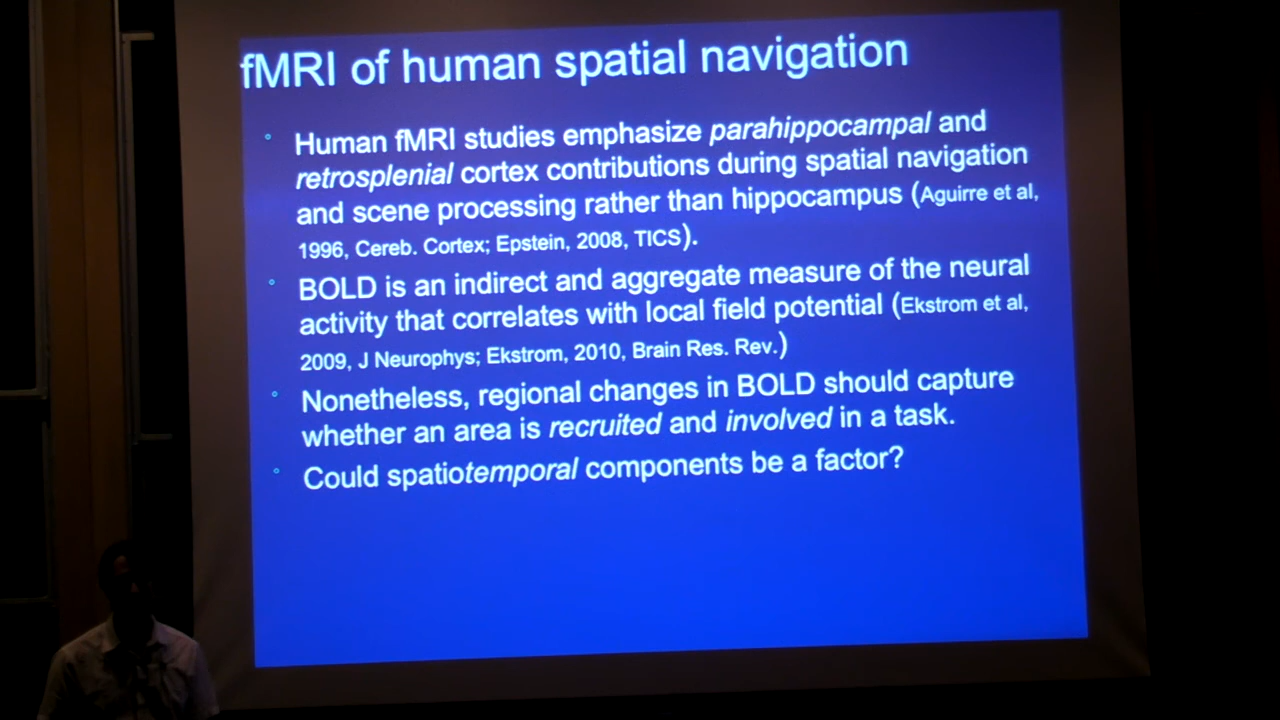 fMRI of human spatial navigation
Human fMRI studies emphasize parahippocampal and
retrosplenial cortex contributions during spatial navigation
and scene processing rather than hippocampus (Aguirre et al,
1996, Cereb. Cortex; Epstein, 2008, TICS).
BOLD is an indirect and aggregate measure of the neural
activity that correlates with local field potential (Ekstrom et al,
2009, J Neurophys; Ekstrom, 2010, Brain Res. Rev.)
Nonetheless, regional changes in BOLD should capture
whether an area is recruited and involved in a task.
Could spatiotemporal components be a factor?